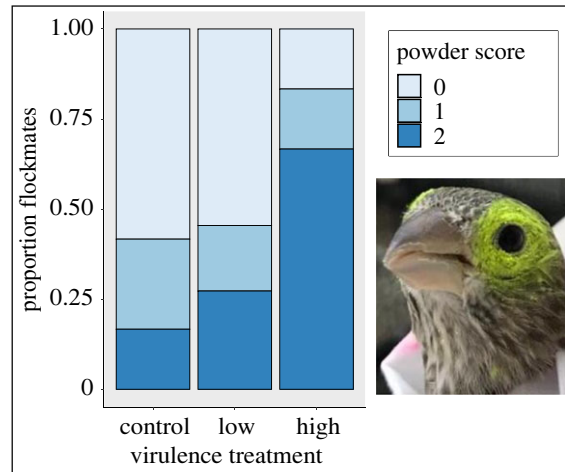 proportion flockmates
1.00
0.75
0.50
0.25
0
control low high
virulence treatment
powder score
0
1
2